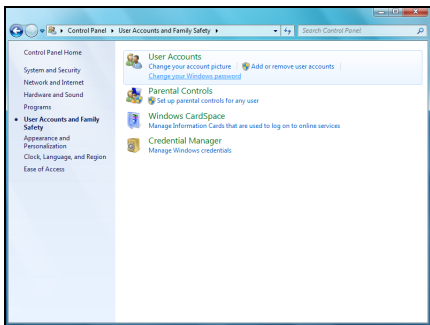 Control Panel ▸ User Accounts and Family Safety ▸
Search Control Panel
Control Panel Home
System and Security
Network and Internet
Hardware and Sound
Programs
User Accounts and Family
Safety
Appearance and
Personalization
Clock, Language, and Region
Ease of Access
User Accounts
Change your account picture
Add or remove user accounts
Change your Windows password
Parental Controls
Set up parental controls for any user
Windows CardSpace
Manage Information Cards that are used to log on to online services
Credential Manager
Manage Windows credentials